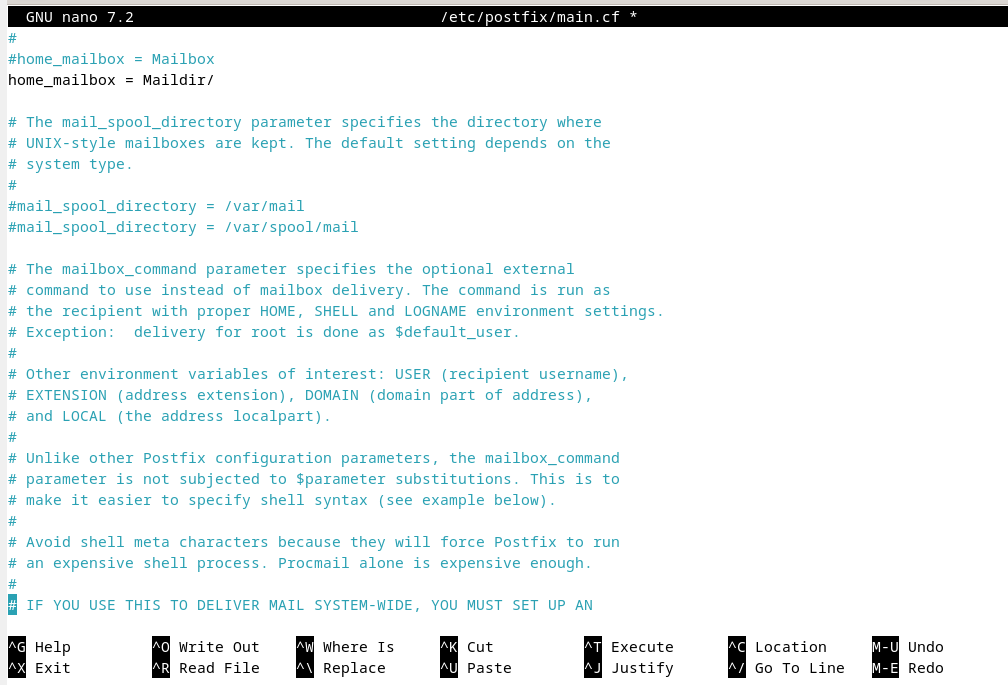 GNU nano 7.2 /etc/postfix/main.cf *
#
#home_mailbox = Mailbox
home_mailbox = Maildir/
# The mail_spool_directory parameter specifies the directory where
# UNIX-style mailboxes are kept. The default setting depends on the
# system type.
#
#mail_spool_directory = /var/mail
#mail_spool_directory = /var/spool/mail
# The mailbox_command parameter specifies the optional external
# command to use instead of mailbox delivery. The command is run as
# the recipient with proper HOME, SHELL and LOGNAME environment settings.
# Exception:  delivery for root is done as $default_user.
#
# Other environment variables of interest: USER (recipient username),
# EXTENSION (address extension), DOMAIN (domain part of address),
# and LOCAL (the address localpart).
#
# Unlike other Postfix configuration parameters, the mailbox_command
# parameter is not subjected to $parameter substitutions. This is to
# make it easier to specify shell syntax (see example below).
#
# Avoid shell meta characters because they will force Postfix to run
# an expensive shell process. Procmail alone is expensive enough.
#
# IF YOU USE THIS TO DELIVER MAIL SYSTEM-WIDE, YOU MUST SET UP AN
^G Help ^O Write Out ^W Where Is ^K Cut ^T Execute ^C Location M-U Undo
^X Exit ^R Read File ^\ Replace ^U Paste ^J Justify ^/ Go To Line M-E Redo